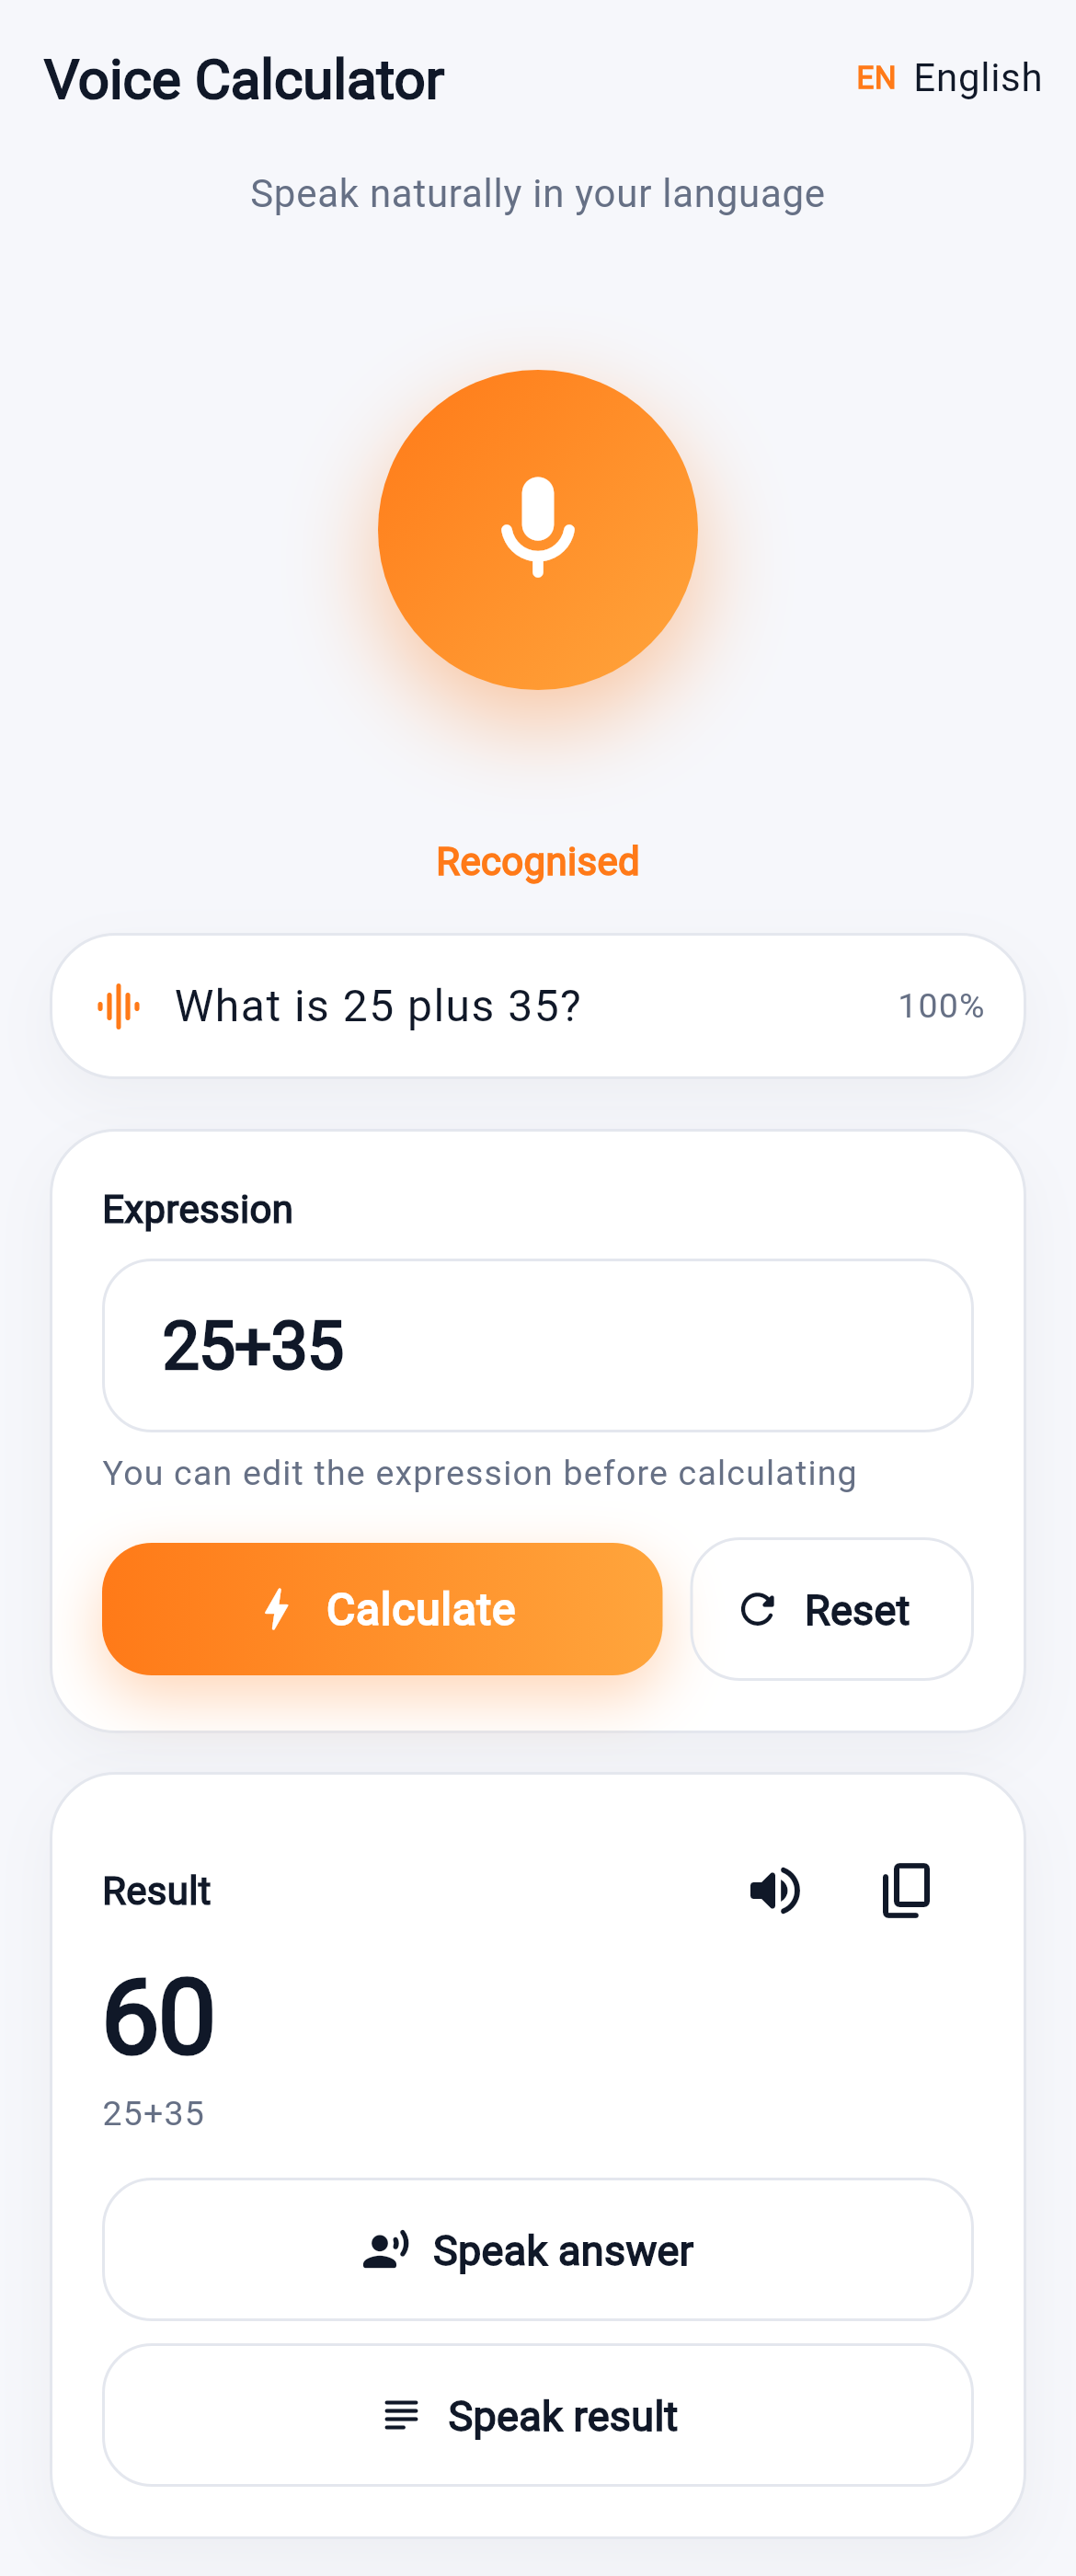 Voice Calculator
EN English
Speak naturally in your language
Recognised
What is 25 plus 35?
100%
Expression
25+35
You can edit the expression before calculating
Calculate
Reset
Result
60
25+35
Speak answer
Speak result